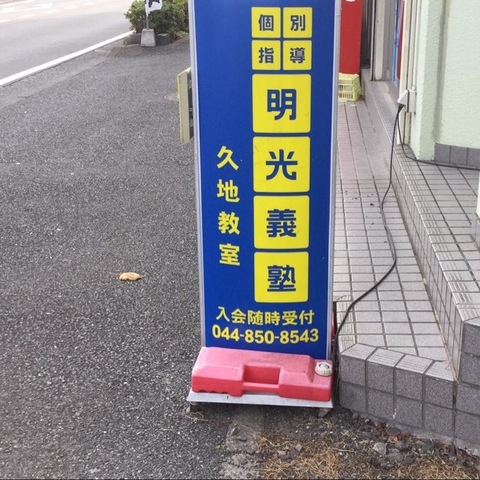 個別
指導
明光義塾
久地教室
入会随時受付
044-850-8543